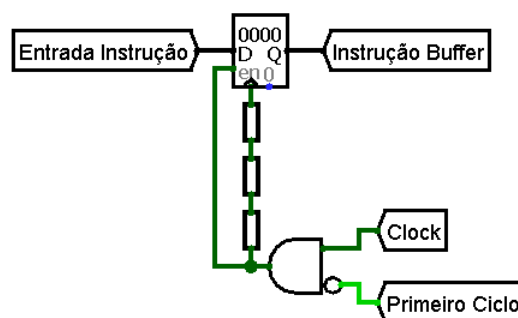 Entrada Instrução
0000
D Q
en 0
Instrução Buffer
Clock
Primeiro Ciclo